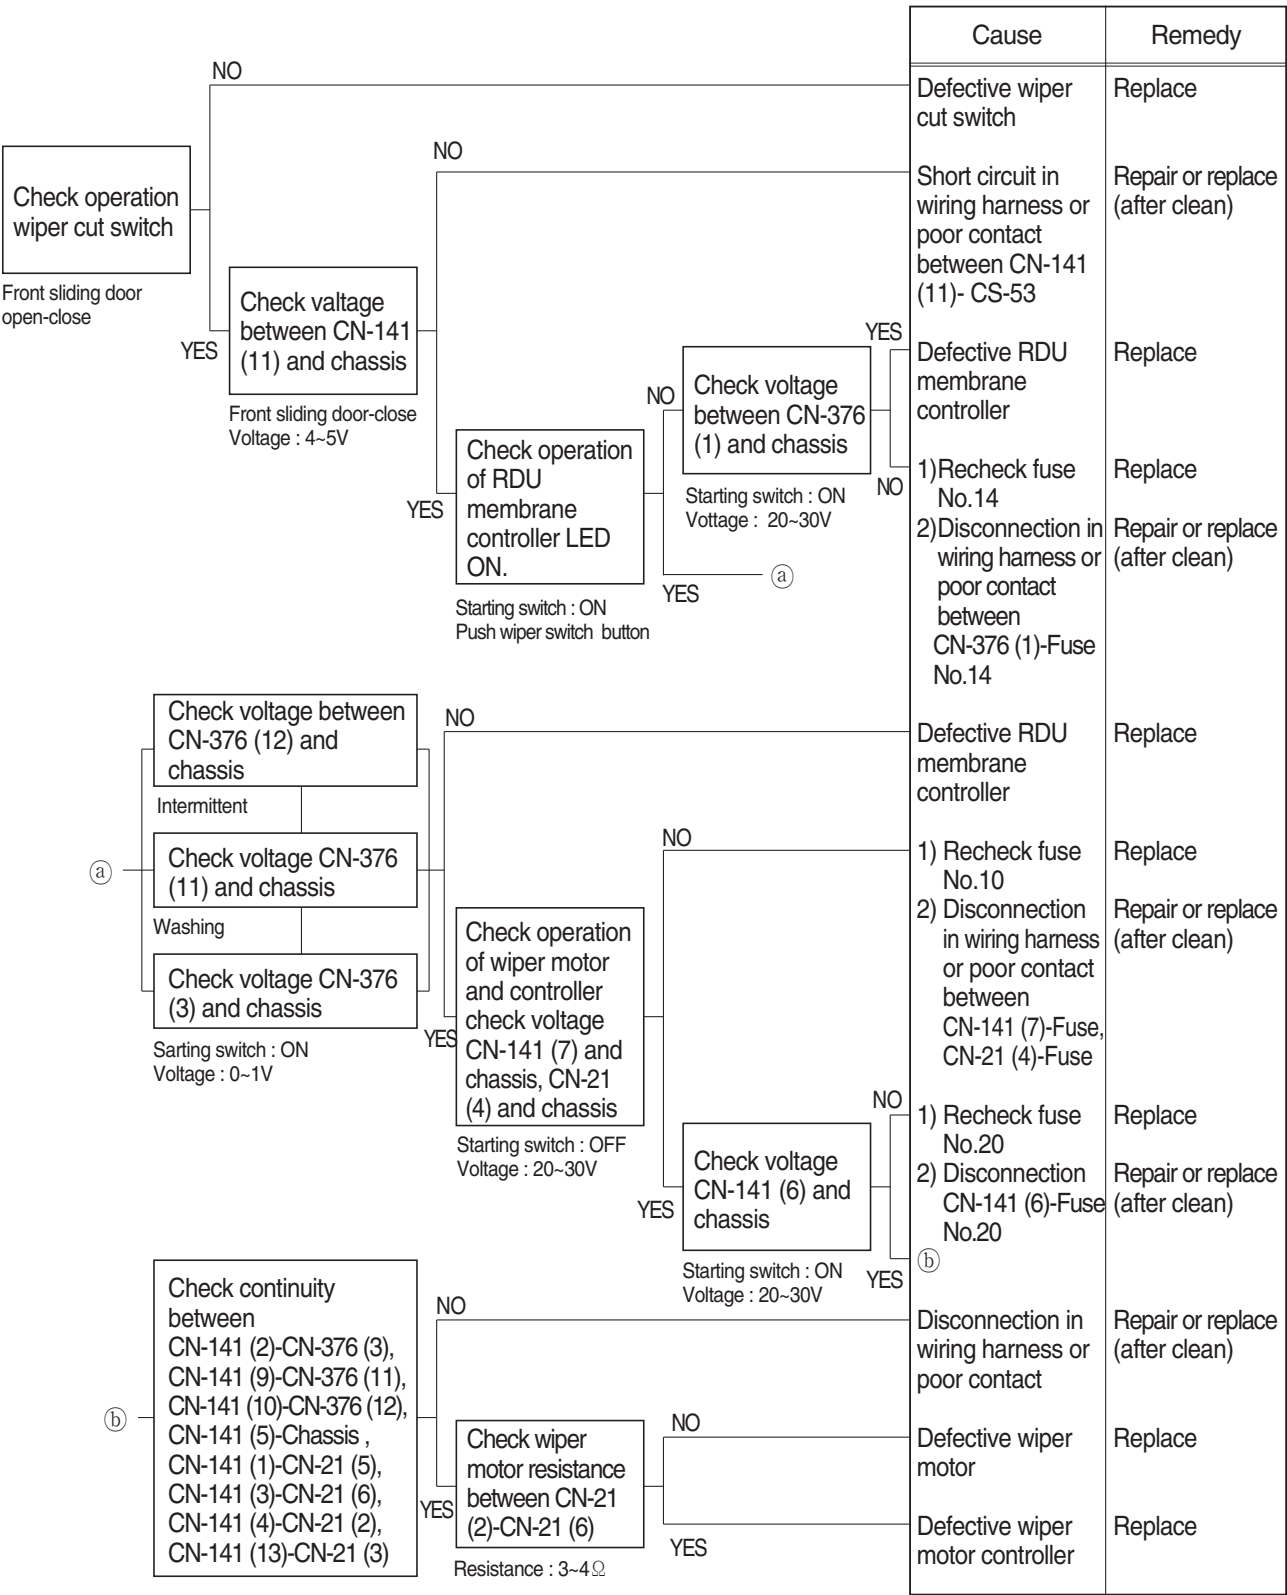 Cause
Remedy
NO
Defective wiper
cut switch
Replace
Check operation
wiper cut switch
Front sliding door
open-close
NO
Short circuit in
wiring harness or
poor contact
between CN-141
(11)- CS-53
Repair or replace
(after clean)
YES
Check valtage
between CN-141
(11) and chassis
Front sliding door-close
Voltage : 4~5V
YES
Check operation
of RDU
membrane
controller LED
ON.
Starting switch : ON
Push wiper switch button
NO
Check voltage
between CN-376
(1) and chassis
Starting switch : ON
Vottage : 20~30V
YES
ⓐ
YES
Defective RDU
membrane
controller
Replace
NO
1)Recheck fuse
No.14
Replace
2)Disconnection in
wiring harness or
poor contact
between
CN-376 (1)-Fuse
No.14
Repair or replace
(after clean)
ⓐ
Check voltage between
CN-376 (12) and
chassis
Intermittent
Check voltage CN-376
(11) and chassis
Washing
Check voltage CN-376
(3) and chassis
Sarting switch : ON
Voltage : 0~1V
NO
Defective RDU
membrane
controller
Replace
YES
Check operation
of wiper motor
and controller
check voltage
CN-141 (7) and
chassis, CN-21
(4) and chassis
Starting switch : OFF
Voltage : 20~30V
NO
1) Recheck fuse
No.10
Replace
2) Disconnection
in wiring harness
or poor contact
between
CN-141 (7)-Fuse,
CN-21 (4)-Fuse
Repair or replace
(after clean)
YES
Check voltage
CN-141 (6) and
chassis
Starting switch : ON
Voltage : 20~30V
NO
1) Recheck fuse
No.20
Replace
2) Disconnection
CN-141 (6)-Fuse
No.20
Repair or replace
(after clean)
YES
ⓑ
ⓑ
Check continuity
between
CN-141 (2)-CN-376 (3),
CN-141 (9)-CN-376 (11),
CN-141 (10)-CN-376 (12),
CN-141 (5)-Chassis ,
CN-141 (1)-CN-21 (5),
CN-141 (3)-CN-21 (6),
CN-141 (4)-CN-21 (2),
CN-141 (13)-CN-21 (3)
NO
Disconnection in
wiring harness or
poor contact
Repair or replace
(after clean)
YES
Check wiper
motor resistance
between CN-21
(2)-CN-21 (6)
Resistance : 3~4Ω
NO
Defective wiper
motor
Replace
YES
Defective wiper
motor controller
Replace